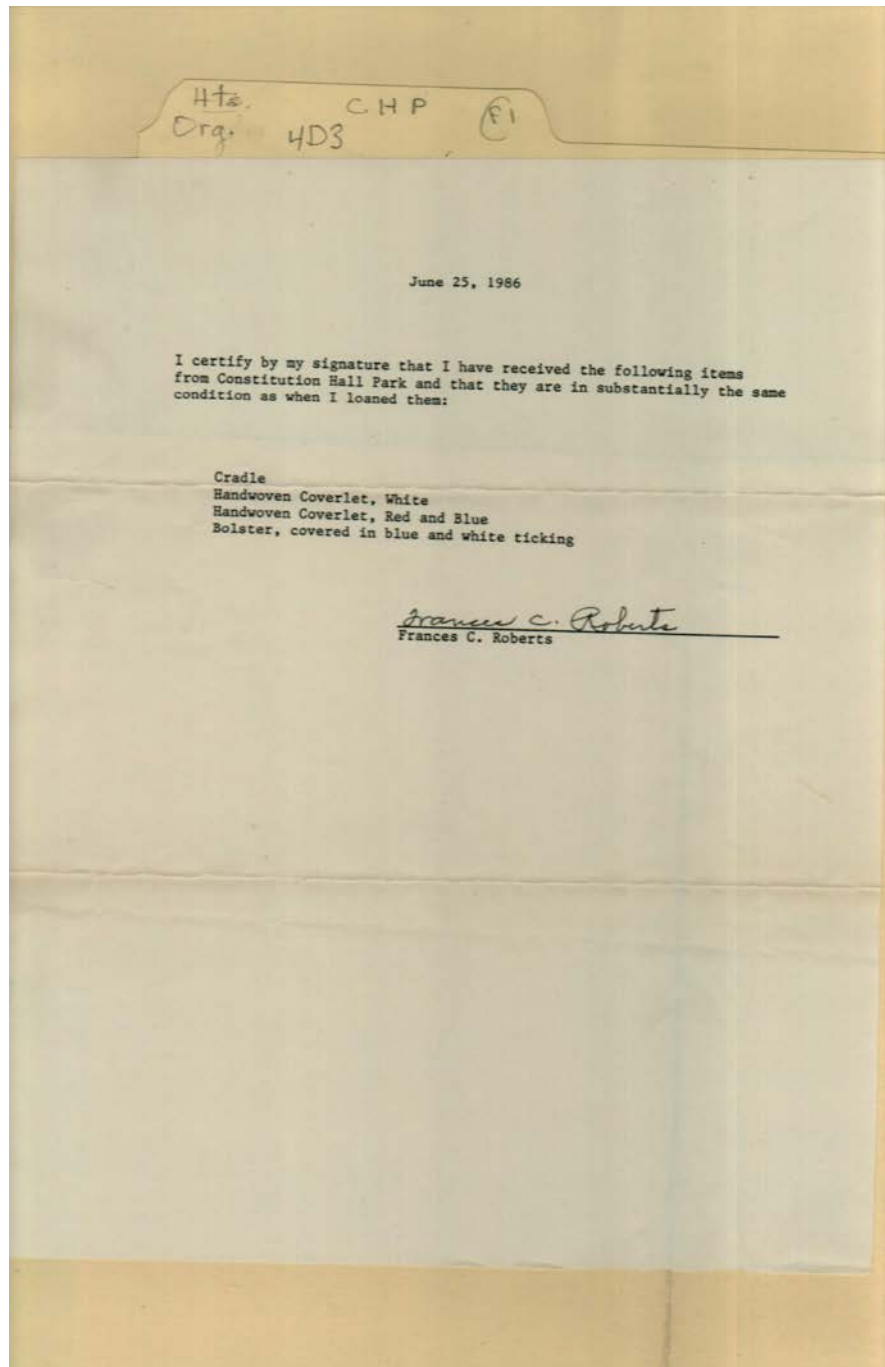 Hts. CHP F1
Org. 4D3
June 25, 1986
I certify by my signature that I have received the following items
from Constitution Hall Park and that they are in substantially the same
condition as when I loaned them:
Cradle
Handwoven Coverlet, White
Handwoven Coverlet, Red and Blue
Bolster, covered in blue and white ticking
Frances C. Roberts
Frances C. Roberts